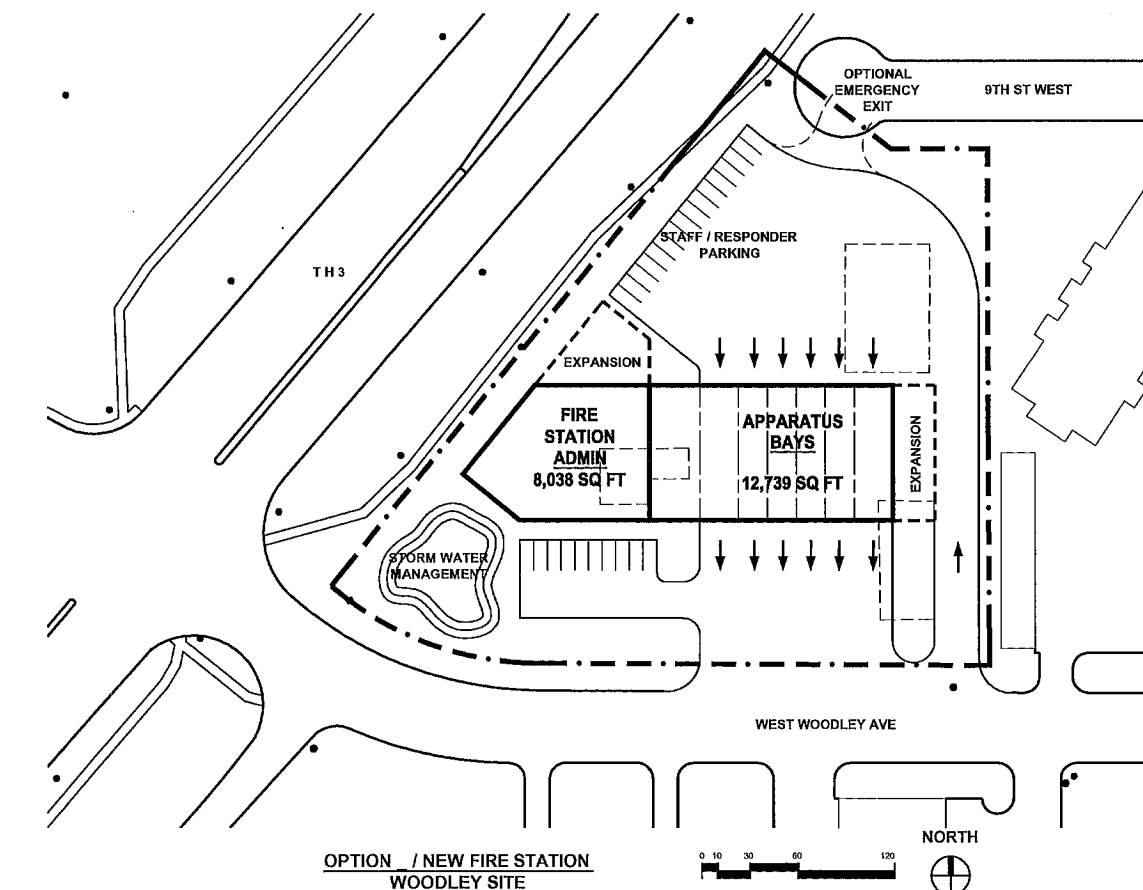 OPTIONAL
EMERGENCY
EXIT
9TH ST WEST
STAFF / RESPONDER
PARKING
T H 3
EXPANSION
FIRE
STATION
ADMIN
8,038 SQ FT
APPARATUS
BAYS
12,739 SQ FT
EXPANSION
STORM WATER
MANAGEMENT
WEST WOODLEY AVE
OPTION _ / NEW FIRE STATION
WOODLEY SITE
0 10 30 60 120
NORTH